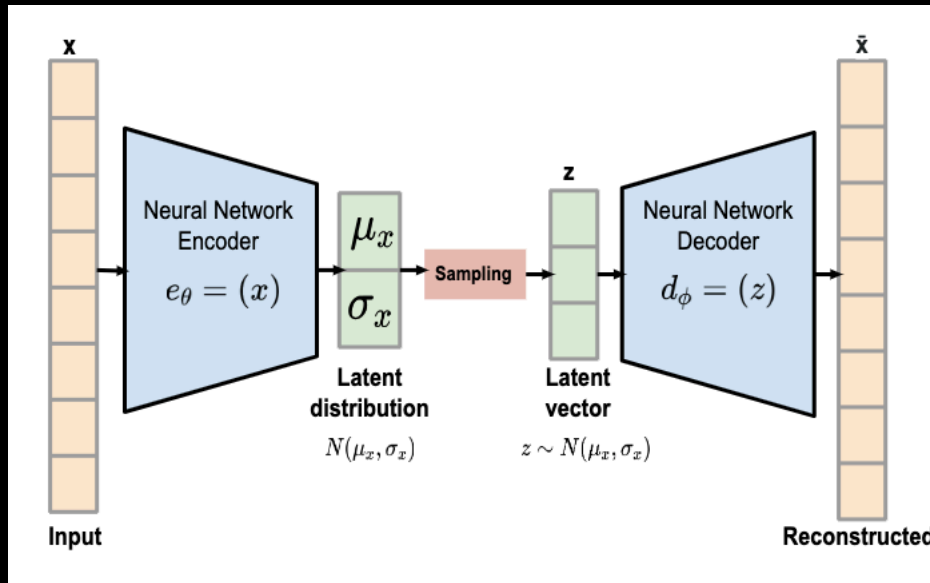 x
Neural Network
Encoder
e_θ = (x)
μ_x
σ_x
Sampling
z
Neural Network
Decoder
d_ϕ = (z)
x̄
Latent
distribution
N(μ_x, σ_x)
Latent
vector
z ∼ N(μ_x, σ_x)
Input
Reconstructed